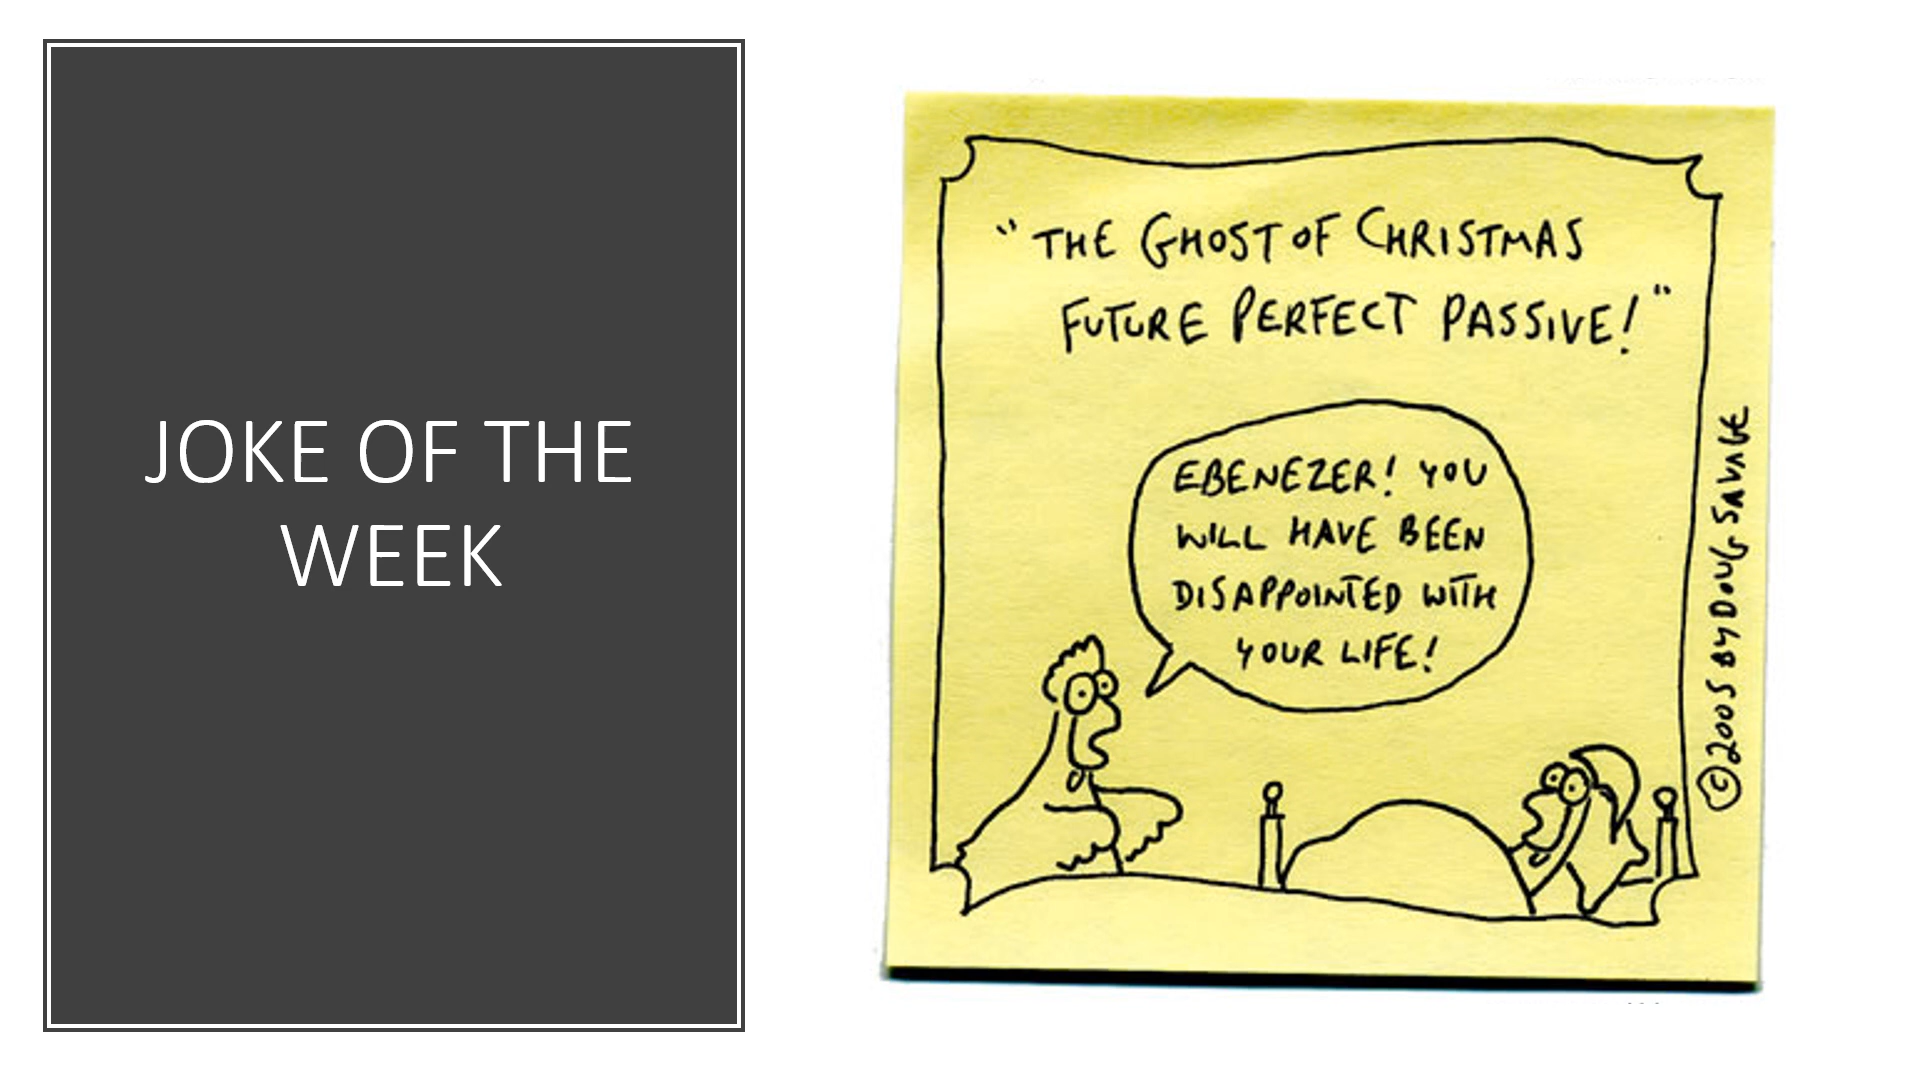 JOKE OF THE
WEEK
"THE GHOST OF CHRISTMAS
FUTURE PERFECT PASSIVE!"
EBENEZER! YOU
WILL HAVE BEEN
DISAPPOINTED WITH
YOUR LIFE!
©2005 BY DOUG SAVAGE